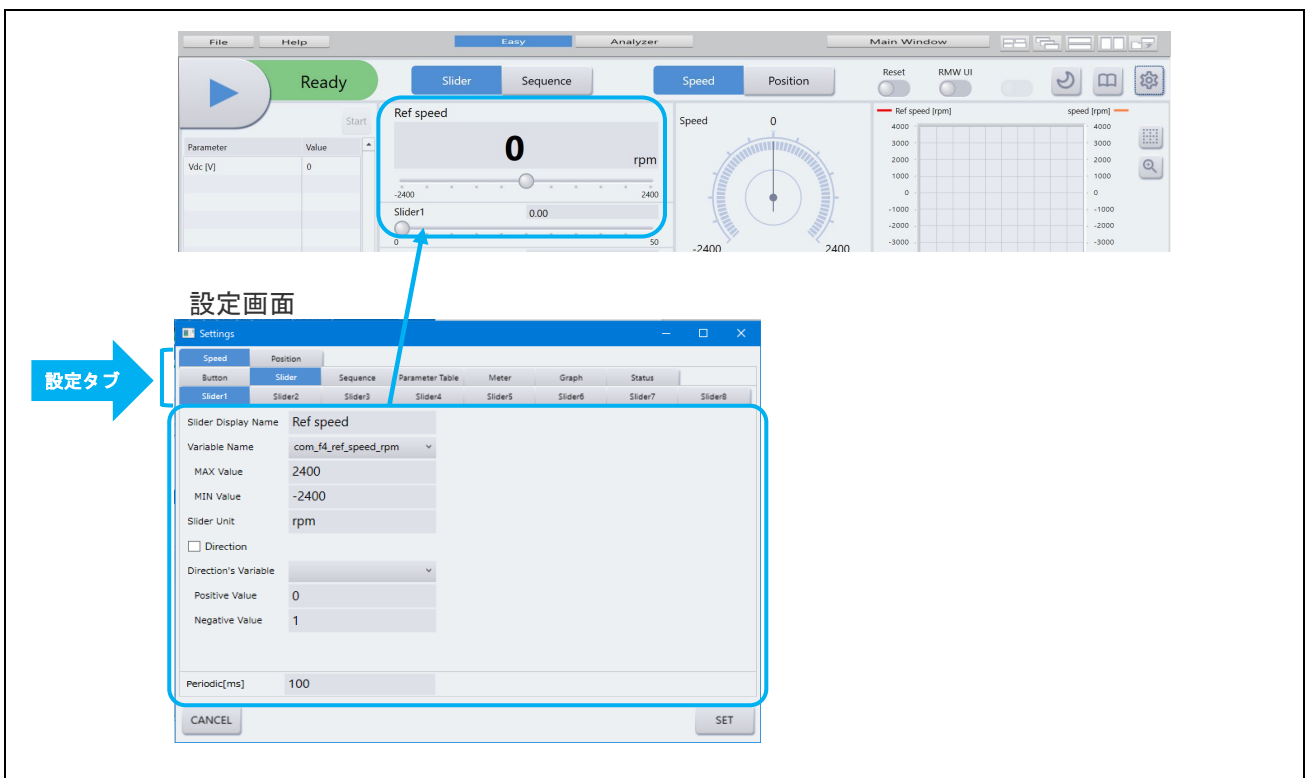 File Help Easy Analyzer Main Window
Ready Slider Sequence Speed Position Reset RMW UI
Start
Parameter Value
Vdc [V] 0
Ref speed
0
rpm
-2400 2400
Slider1 0.00
0 50
Speed 0
-2400 2400
Ref speed [rpm] speed [rpm]
4000 4000
3000 3000
2000 2000
1000 1000
0 0
-1000 -1000
-2000 -2000
-3000 -3000
設定画面
設定タブ
Settings
Speed Position
Button Slider Sequence Parameter Table Meter Graph Status
Slider1 Slider2 Slider3 Slider4 Slider5 Slider6 Slider7 Slider8
Slider Display Name Ref speed
Variable Name com_f4_ref_speed_rpm
MAX Value 2400
MIN Value -2400
Slider Unit rpm
Direction
Direction's Variable
Positive Value 0
Negative Value 1
Periodic[ms] 100
CANCEL SET